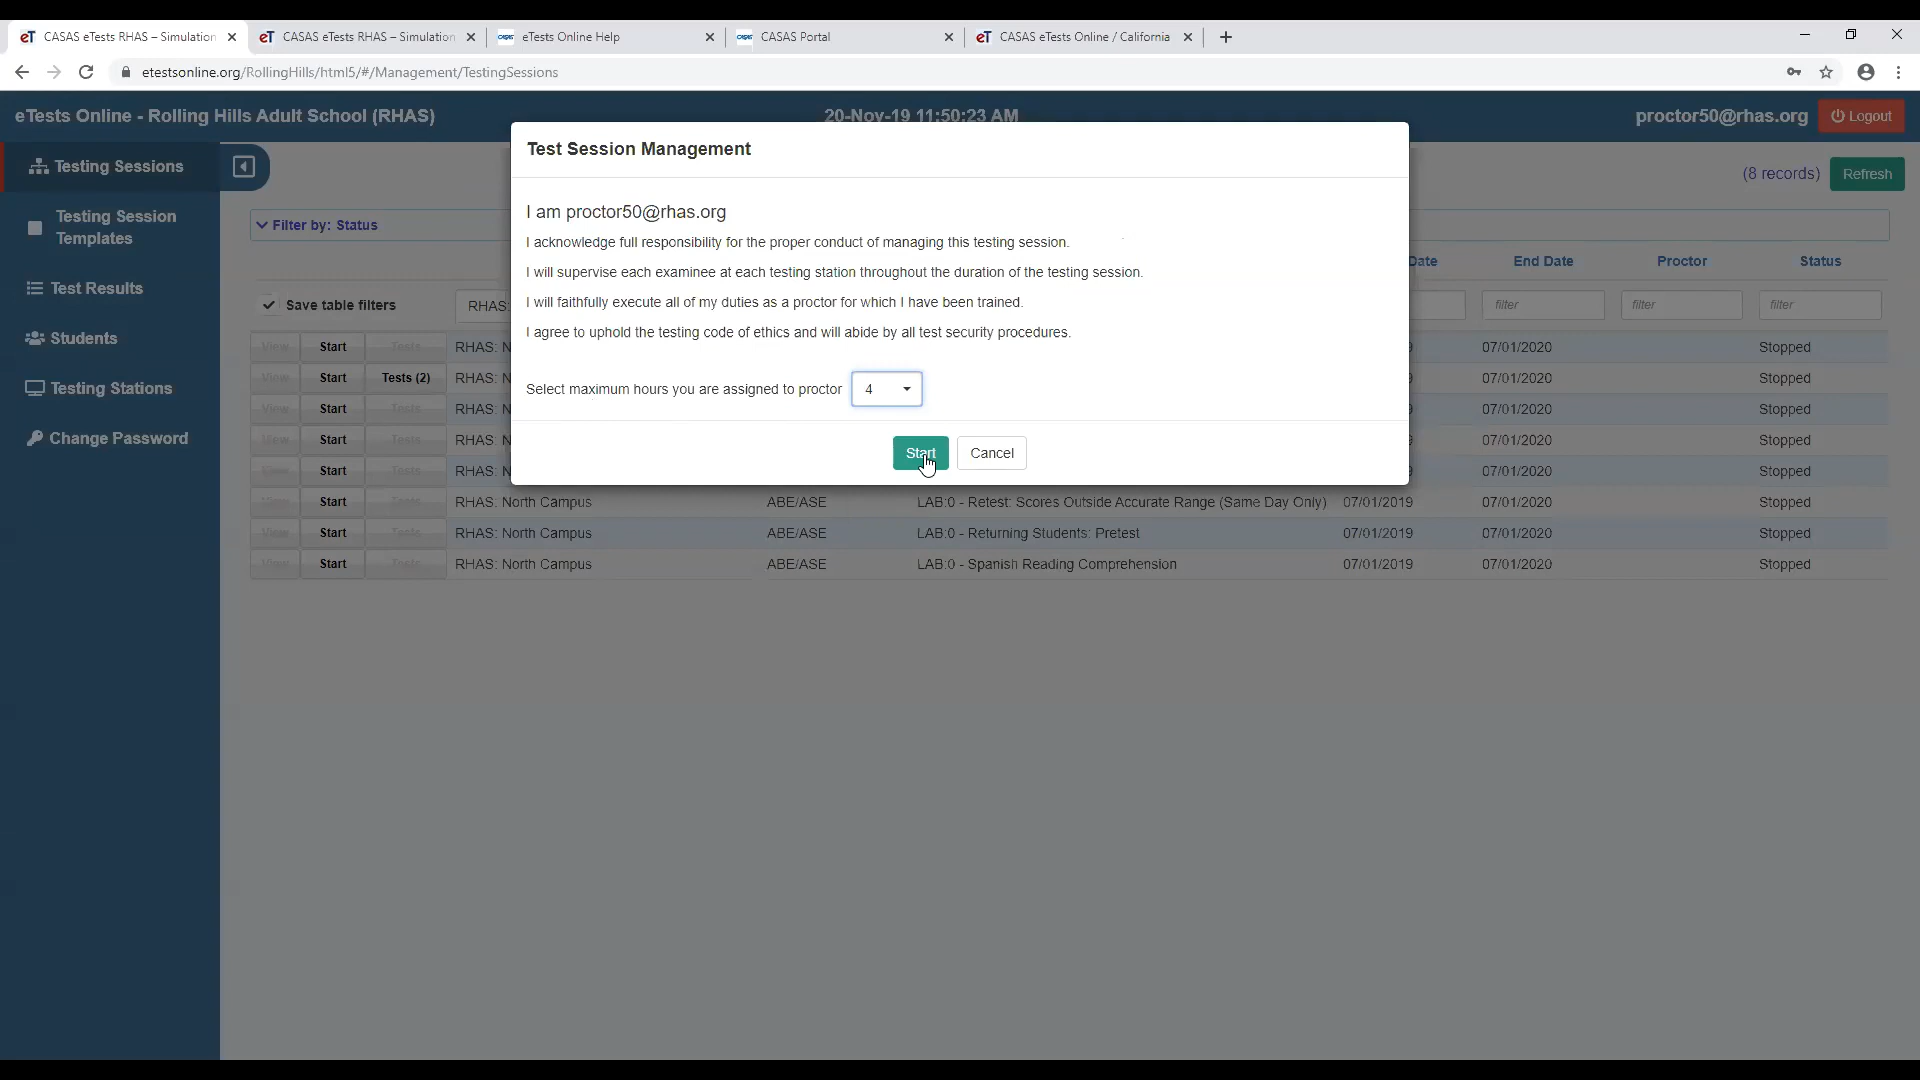 CASAS eTests RHAS – Simulation
CASAS eTests RHAS – Simulation
eTests Online Help
CASAS Portal
CASAS eTests Online / California
etestsonline.org/RollingHills/html5/#/Management/TestingSessions
eTests Online - Rolling Hills Adult School (RHAS)
20-Nov-19 11:50:23 AM
proctor50@rhas.org
Logout
Testing Sessions
Testing Session
Templates
Test Results
Students
Testing Stations
Change Password
(8 records)
Refresh
Filter by: Status
Test Session Management
I am proctor50@rhas.org
I acknowledge full responsibility for the proper conduct of managing this testing session.
I will supervise each examinee at each testing station throughout the duration of the testing session.
I will faithfully execute all of my duties as a proctor for which I have been trained.
I agree to uphold the testing code of ethics and will abide by all test security procedures.
Select maximum hours you are assigned to proctor 4
Start Cancel
Date End Date Proctor Status
Save table filters RHAS: filter filter filter
View Start Tests RHAS: N 9 07/01/2020 Stopped
View Start Tests (2) RHAS: N 9 07/01/2020 Stopped
View Start Tests RHAS: N 9 07/01/2020 Stopped
View Start Tests RHAS: N 9 07/01/2020 Stopped
View Start Tests RHAS: N 9 07/01/2020 Stopped
View Start Tests RHAS: North Campus ABE/ASE LAB:0 - Retest: Scores Outside Accurate Range (Same Day Only) 07/01/2019 07/01/2020 Stopped
View Start Tests RHAS: North Campus ABE/ASE LAB:0 - Returning Students: Pretest 07/01/2019 07/01/2020 Stopped
View Start Tests RHAS: North Campus ABE/ASE LAB:0 - Spanish Reading Comprehension 07/01/2019 07/01/2020 Stopped